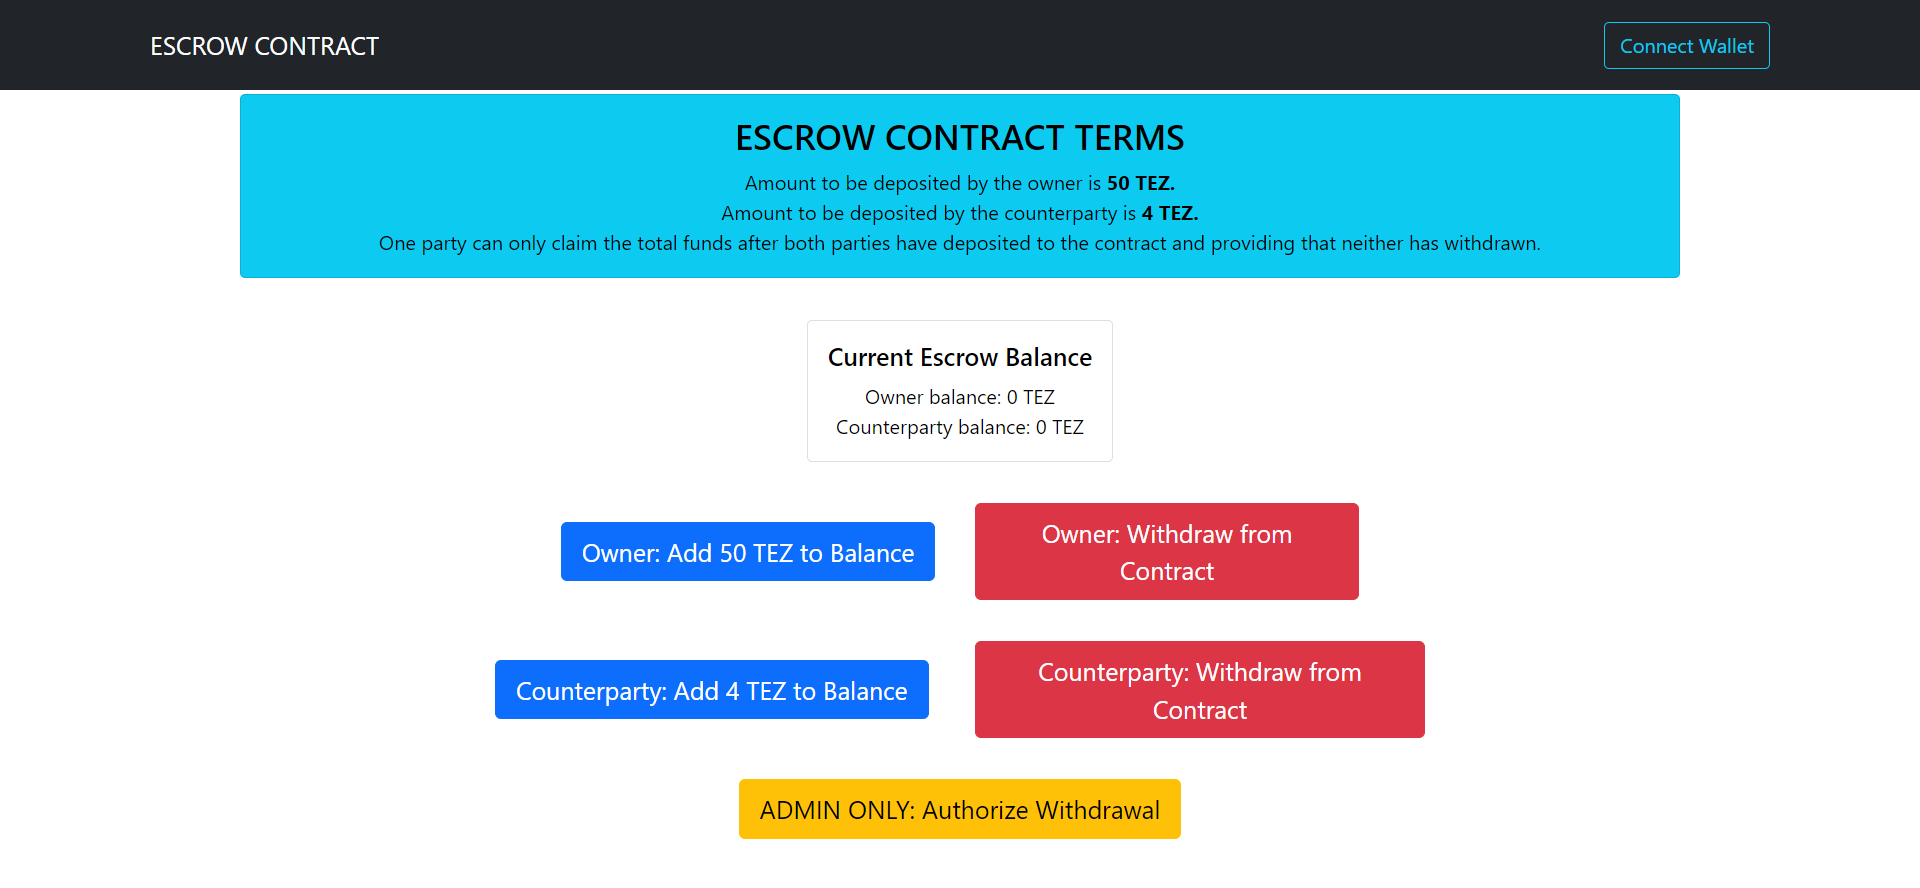 ESCROW CONTRACT
Connect Wallet
ESCROW CONTRACT TERMS
Amount to be deposited by the owner is 50 TEZ.
Amount to be deposited by the counterparty is 4 TEZ.
One party can only claim the total funds after both parties have deposited to the contract and providing that neither has withdrawn.
Current Escrow Balance
Owner balance: 0 TEZ
Counterparty balance: 0 TEZ
Owner: Add 50 TEZ to Balance
Owner: Withdraw from
Contract
Counterparty: Add 4 TEZ to Balance
Counterparty: Withdraw from
Contract
ADMIN ONLY: Authorize Withdrawal